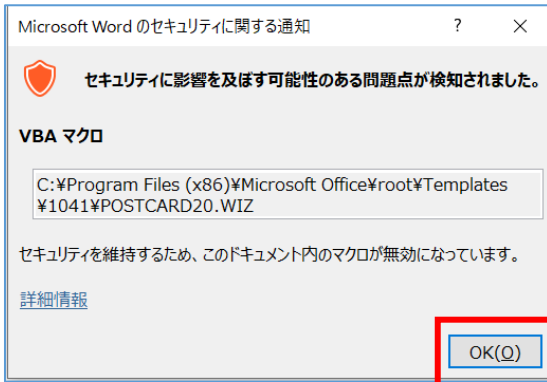 Microsoft Word のセキュリティに関する通知
? ×
セキュリティに影響を及ぼす可能性のある問題点が検知されました。
VBA マクロ
C:¥Program Files (x86)¥Microsoft Office¥root¥Templates
¥1041¥POSTCARD20.WIZ
セキュリティを維持するため、このドキュメント内のマクロが無効になっています。
詳細情報
OK(O)